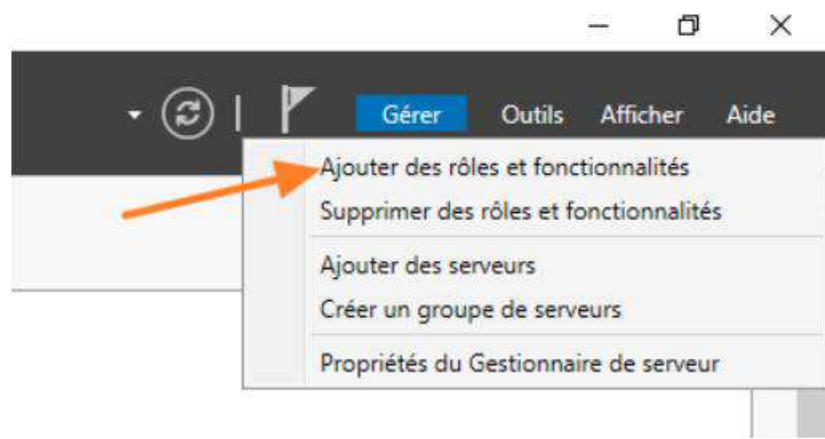 Gérer Outils Afficher Aide
Ajouter des rôles et fonctionnalités
Supprimer des rôles et fonctionnalités
Ajouter des serveurs
Créer un groupe de serveurs
Propriétés du Gestionnaire de serveur